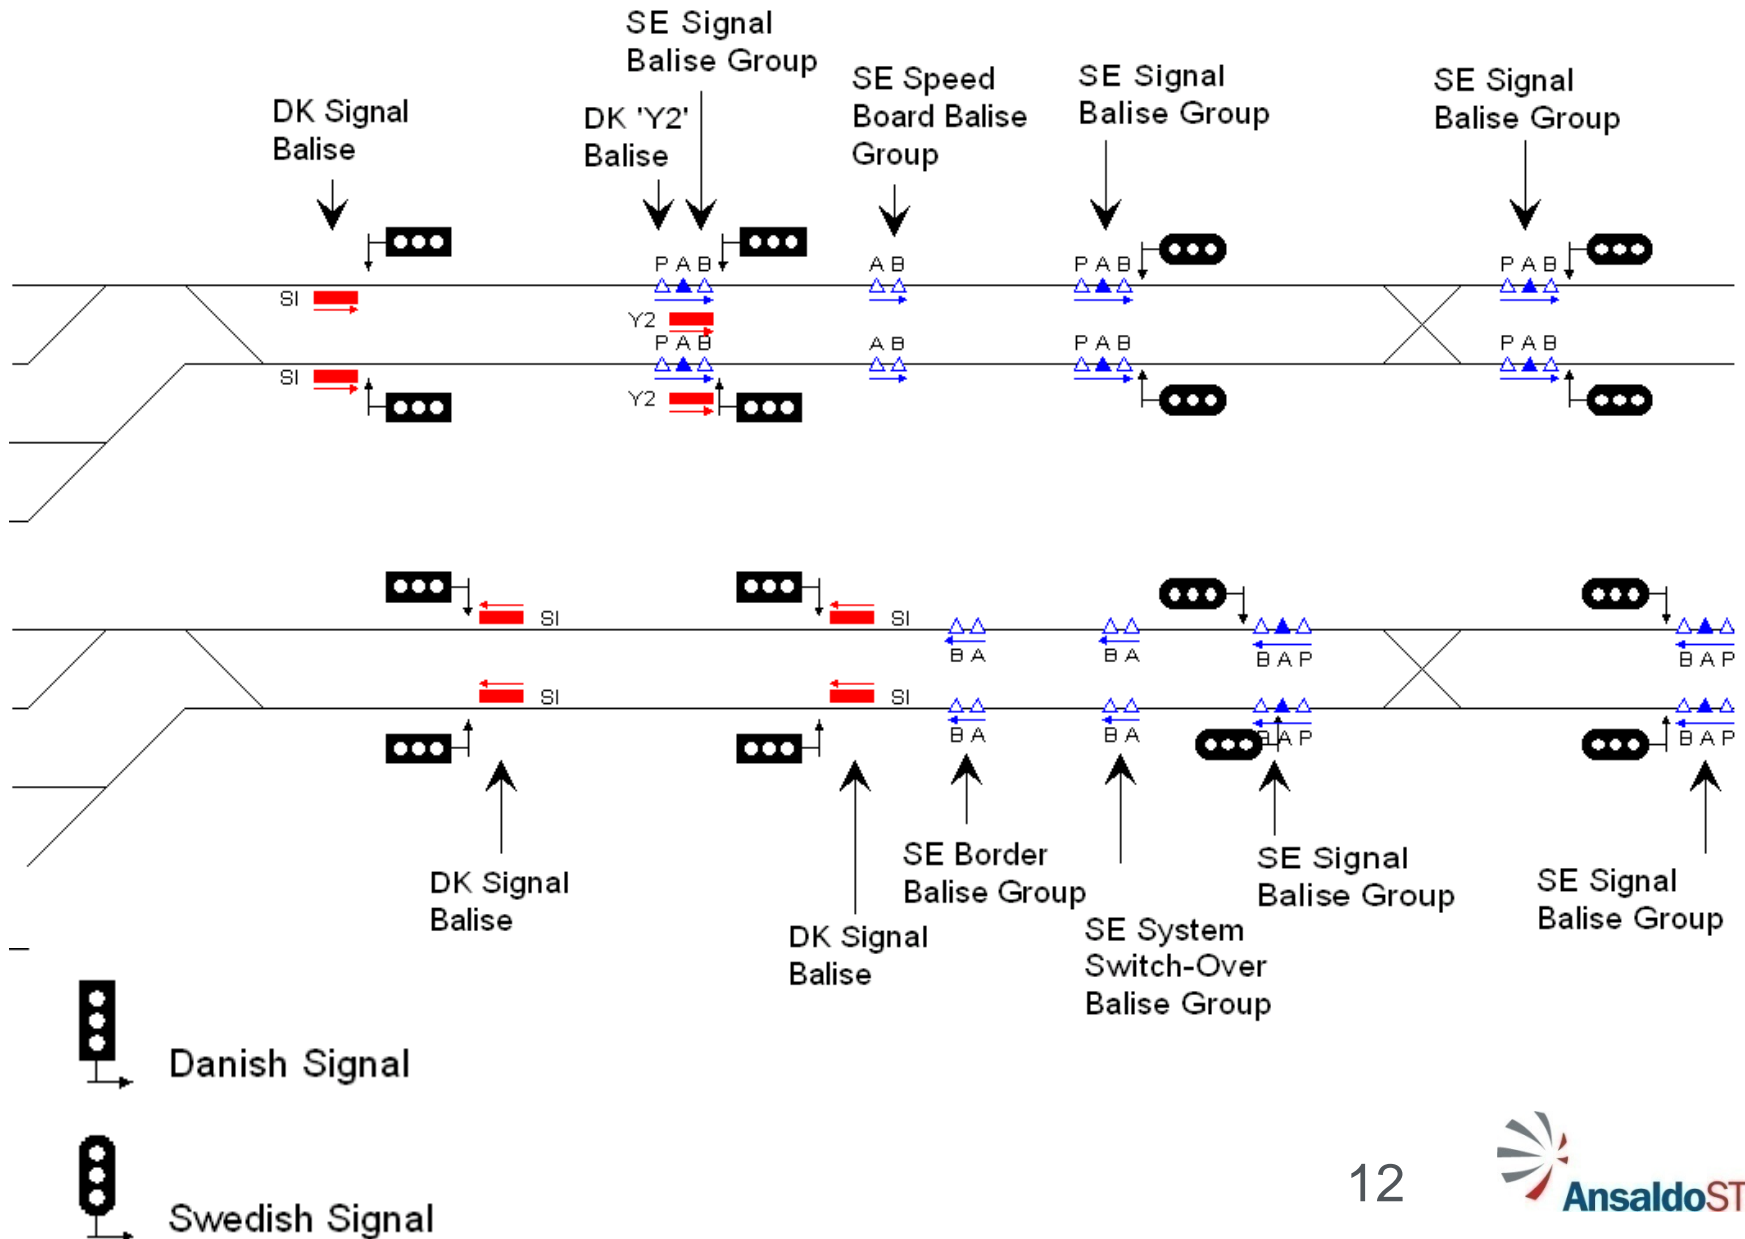 SE Signal
Balise Group
DK Signal
Balise
DK 'Y2'
Balise
SE Speed
Board Balise
Group
SE Signal
Balise Group
SE Signal
Balise Group
P A B
A B
P A B
P A B
SI
Y2
P A B
A B
P A B
P A B
SI
Y2
SI
SI
B A
B A
B A P
B A P
SI
SI
B A
B A
B A P
B A P
DK Signal
Balise
DK Signal
Balise
SE Border
Balise Group
SE System
Switch-Over
Balise Group
SE Signal
Balise Group
SE Signal
Balise Group
Danish Signal
Swedish Signal
12
AnsaldoST